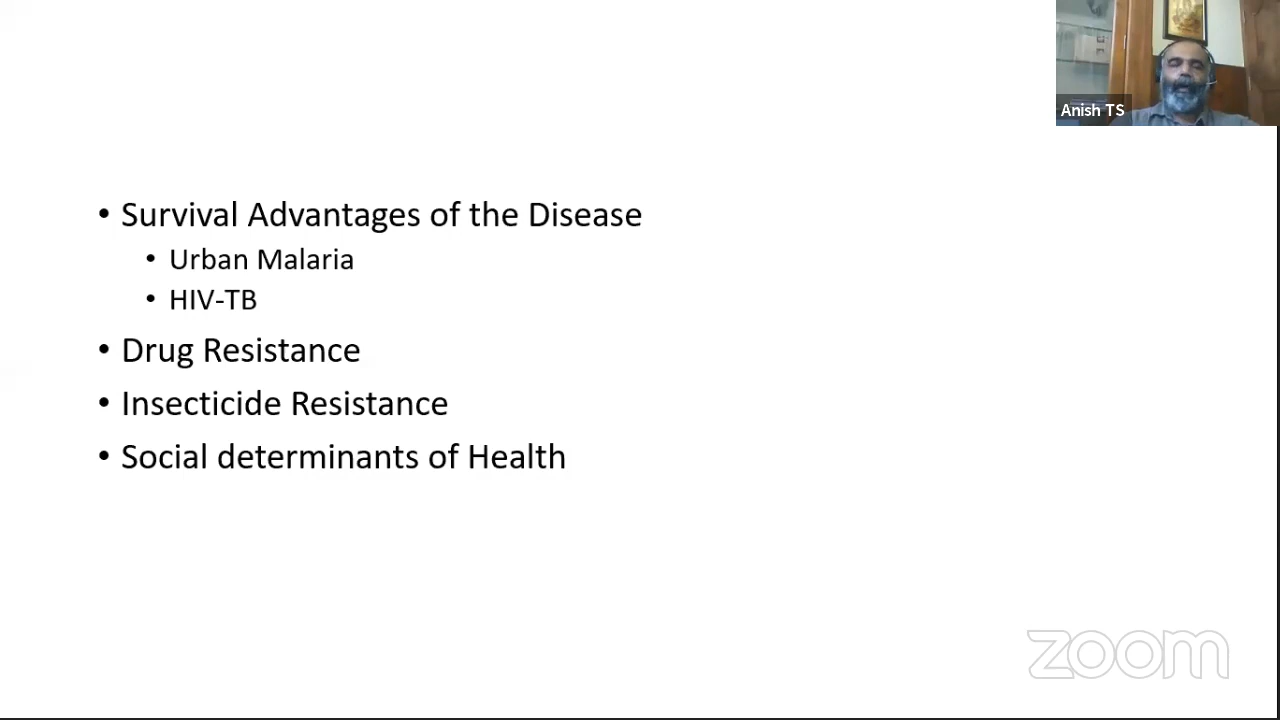 Anish TS
• Survival Advantages of the Disease
• Urban Malaria
• HIV-TB
• Drug Resistance
• Insecticide Resistance
• Social determinants of Health
zoom